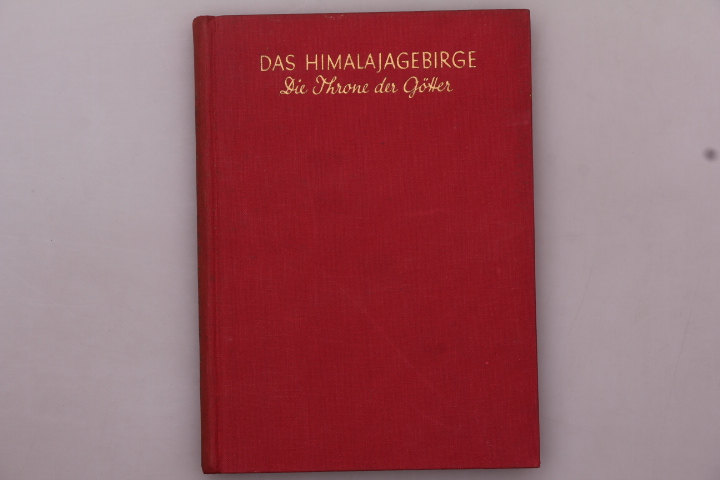 DAS HIMALAJAGEBIRGE
Die Throne der Götter